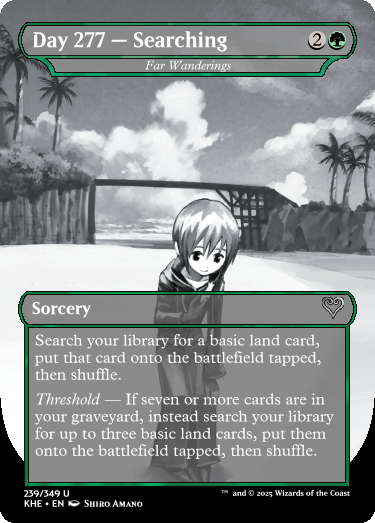 Day 277 — Searching
2
Far Wanderings
Sorcery
Search your library for a basic land card,
put that card onto the battlefield tapped,
then shuffle.
Threshold — If seven or more cards are in
your graveyard, instead search your library
for up to three basic land cards, put them
onto the battlefield tapped, then shuffle.
239/349 U
KHE • EN Shiro Amano
™ and © 2025 Wizards of the Coast